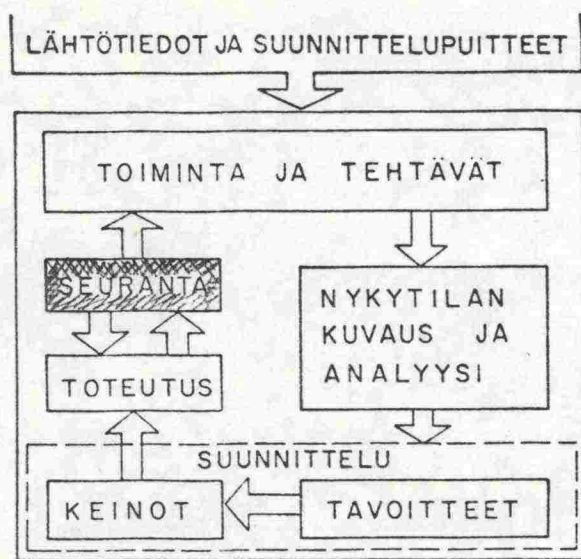 LÄHTÖTIEDOT JA SUUNNITTELUPUITTEET
TOIMINTA JA TEHTÄVÄT
SEURANTA
NYKYTILAN
KUVAUS JA
ANALYYSI
TOTEUTUS
SUUNNITTELU
KEINOT
TAVOITTEET